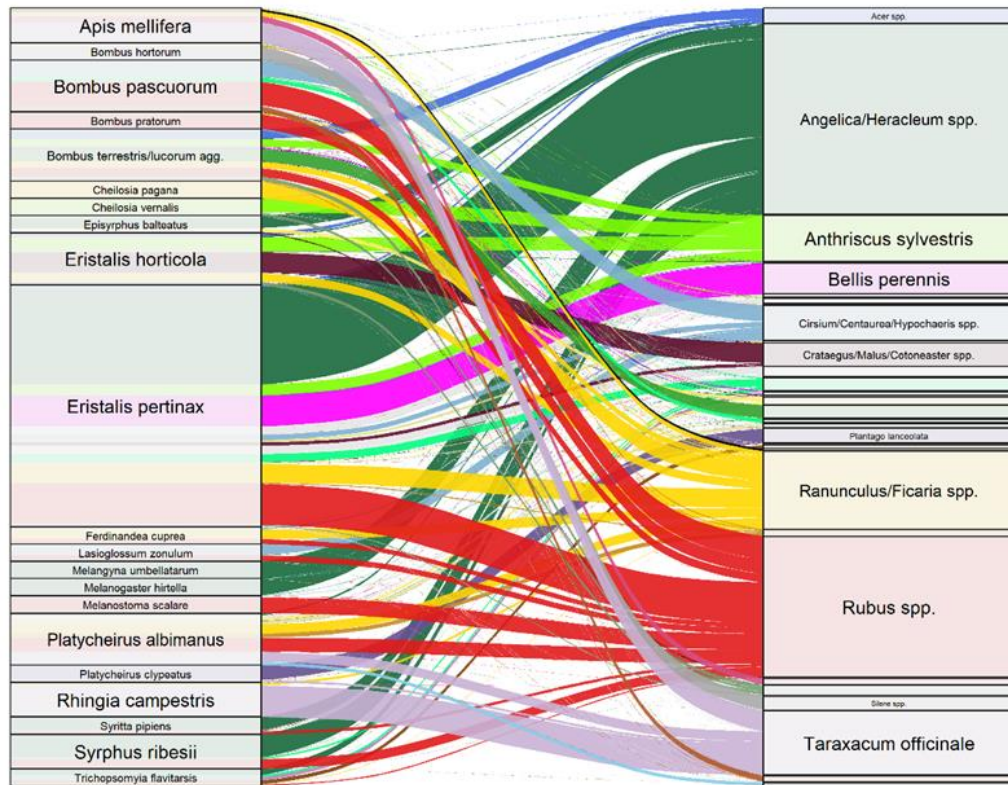 Apis mellifera
Bombus hortorum
Bombus pascuorum
Bombus pratorum
Bombus terrestris/lucorum agg.
Cheilosia pagana
Cheilosia vernalis
Episyrphus balteatus
Eristalis horticola
Eristalis pertinax
Ferdinandea cuprea
Lasioglossum zonulum
Melangyna umbellatarum
Melanogaster hirtella
Melanostoma scalare
Platycheirus albimanus
Platycheirus clypeatus
Rhingia campestris
Syritta pipiens
Syrphus ribesii
Trichopsomyia flavitarsis
Acer spp.
Angelica/Heracleum spp.
Anthriscus sylvestris
Bellis perennis
Cirsium/Centaurea/Hypochaeris spp.
Crataegus/Malus/Cotoneaster spp.
Plantago lanceolata
Ranunculus/Ficaria spp.
Rubus spp.
Silene spp.
Taraxacum officinale